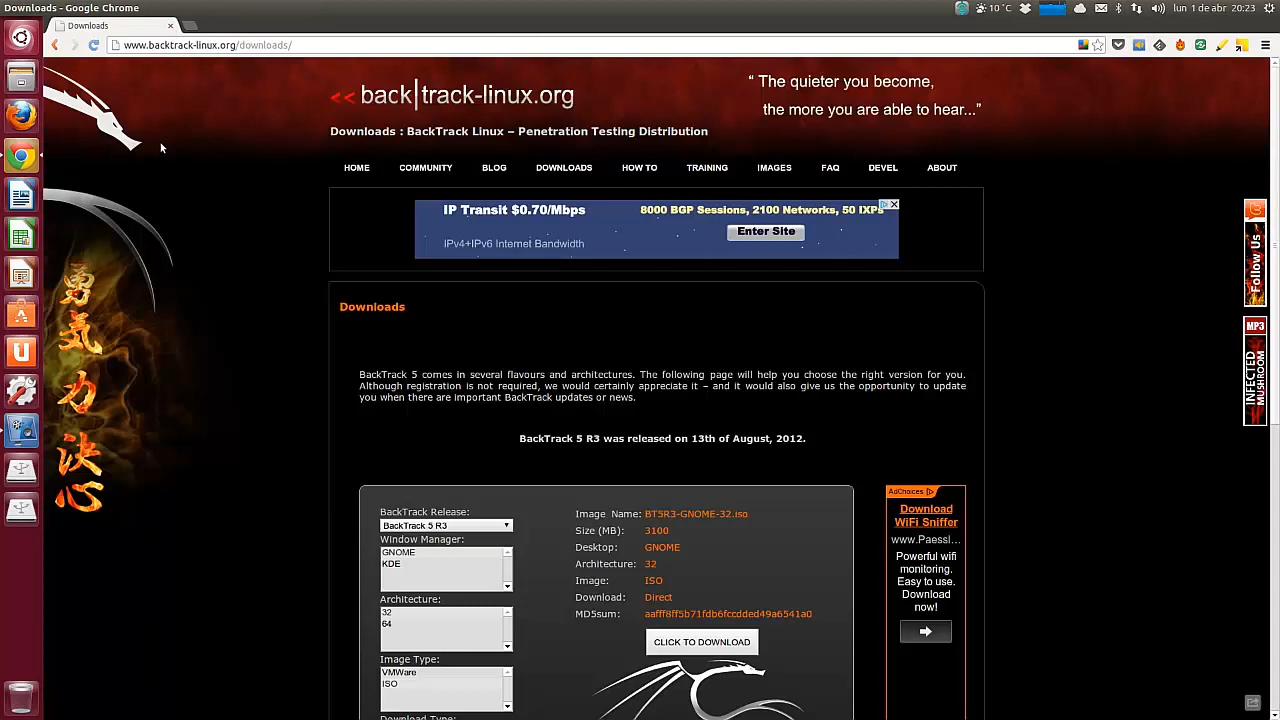 Downloads - Google Chrome
10 °C
lun 1 de abr 20:23
Downloads
www.backtrack-linux.org/downloads/
<< back|track-linux.org
“ The quieter you become,
the more you are able to hear...”
Downloads : BackTrack Linux – Penetration Testing Distribution
HOME COMMUNITY BLOG DOWNLOADS HOW TO TRAINING IMAGES FAQ DEVEL ABOUT
IP Transit $0.70/Mbps
8000 BGP Sessions, 2100 Networks, 50 IXPs
Enter Site
IPv4+IPv6 Internet Bandwidth
勇
気
力
決
心
Follow Us
MP3
INFECTED
MUSHROOM
Downloads
BackTrack 5 comes in several flavours and architectures. The following page will help you choose the right version for you.
Although registration is not required, we would certainly appreciate it – and it would also give us the opportunity to update
you when there are important BackTrack updates or news.
BackTrack 5 R3 was released on 13th of August, 2012.
BackTrack Release:
BackTrack 5 R3
Window Manager:
GNOME
KDE
Architecture:
32
64
Image Type:
VMWare
ISO
Download Type:
Image Name: BT5R3-GNOME-32.iso
Size (MB): 3100
Desktop: GNOME
Architecture: 32
Image: ISO
Download: Direct
MD5sum: aafff8ff5b71fdb6fccdded49a6541a0
CLICK TO DOWNLOAD
AdChoices
Download
WiFi Sniffer
www.Paessl...
Powerful wifi
monitoring.
Easy to use.
Download
now!